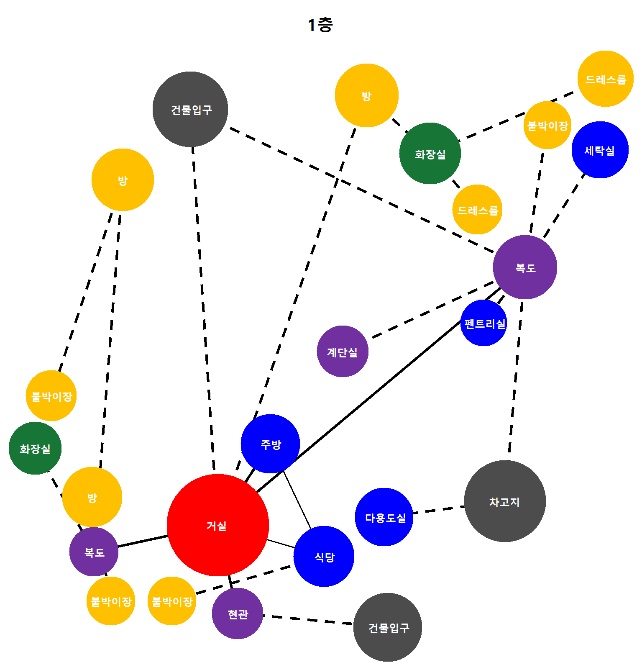 1층
드레스룸
방
건물입구
붙박이장
세탁실
화장실
방
드레스룸
복도
펜트리실
계단실
붙박이장
주방
화장실
방
차고지
다용도실
거실
복도
식당
붙박이장
붙박이장
현관
건물입구